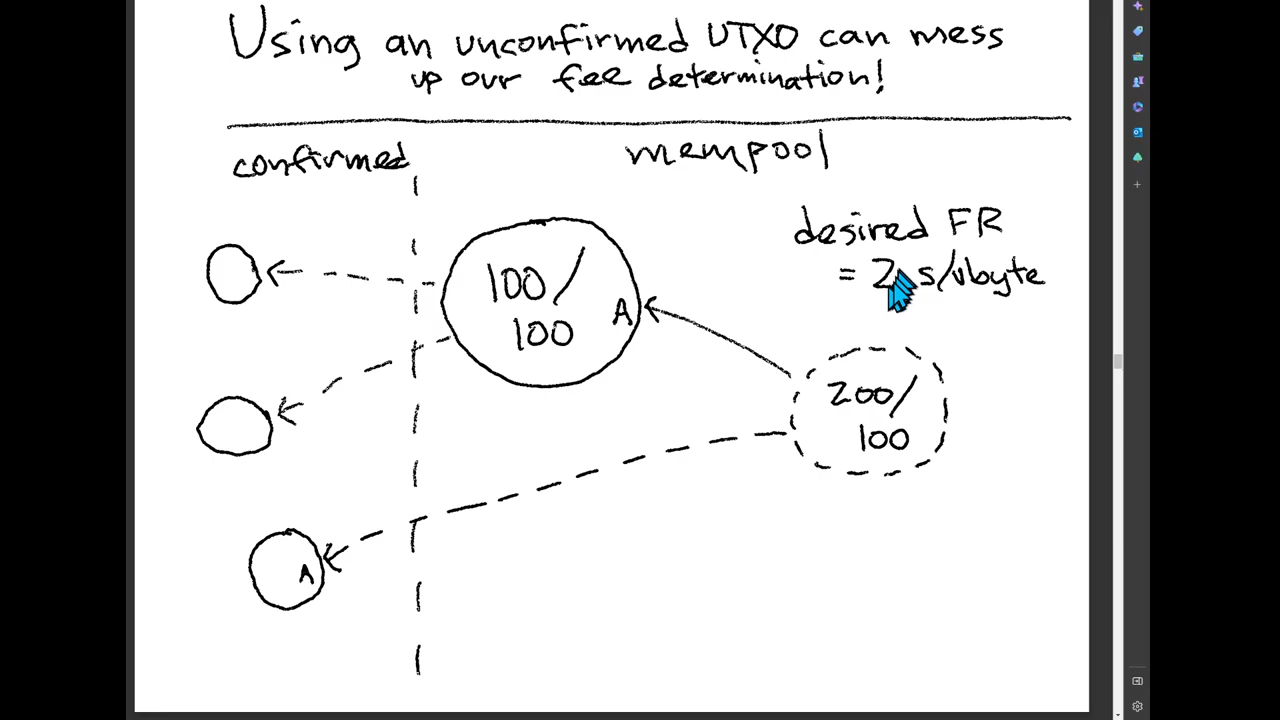 Using an unconfirmed UTXO can mess
up our fee determination!
confirmed
mempool
desired FR
= 2 s/vbyte
100/
100
A
200/
100
A